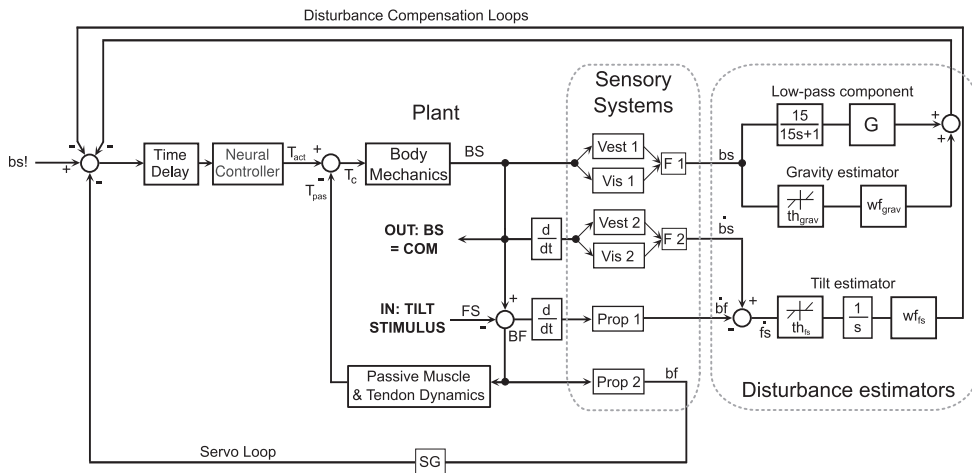 Disturbance Compensation Loops
Sensory
Systems
Low-pass component
15
15s+1
G
+
+
Plant
bs!
+
-
-
-
Time
Delay
Neural
Controller
T_act
+
-
T_pas
T_c
Body
Mechanics
BS
Vest 1
Vis 1
F 1
bs
Gravity estimator
th_grav
wf_grav
OUT: BS
= COM
d
dt
Vest 2
Vis 2
F 2
ḃs
IN: TILT
STIMULUS
FS
+
-
BF
d
dt
Prop 1
ḃf
+
-
ḟs
Tilt estimator
th_fs
1
s
wf_fs
Passive Muscle
& Tendon Dynamics
Prop 2
bf
Disturbance estimators
Servo Loop
SG